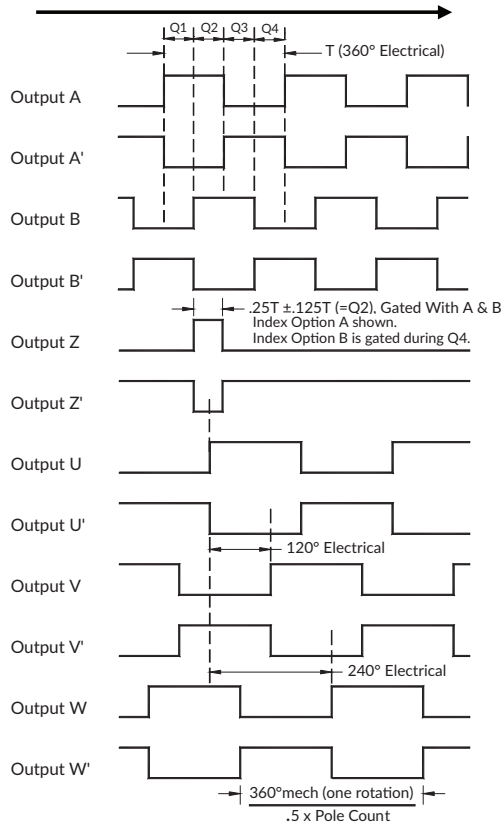 Q1 Q2 Q3 Q4
T (360° Electrical)
Output A
Output A'
Output B
Output B'
.25T ±.125T (=Q2), Gated With A & B
Index Option A shown.
Index Option B is gated during Q4.
Output Z
Output Z'
Output U
Output U'
120° Electrical
Output V
Output V'
240° Electrical
Output W
Output W'
360°mech (one rotation)
.5 x Pole Count